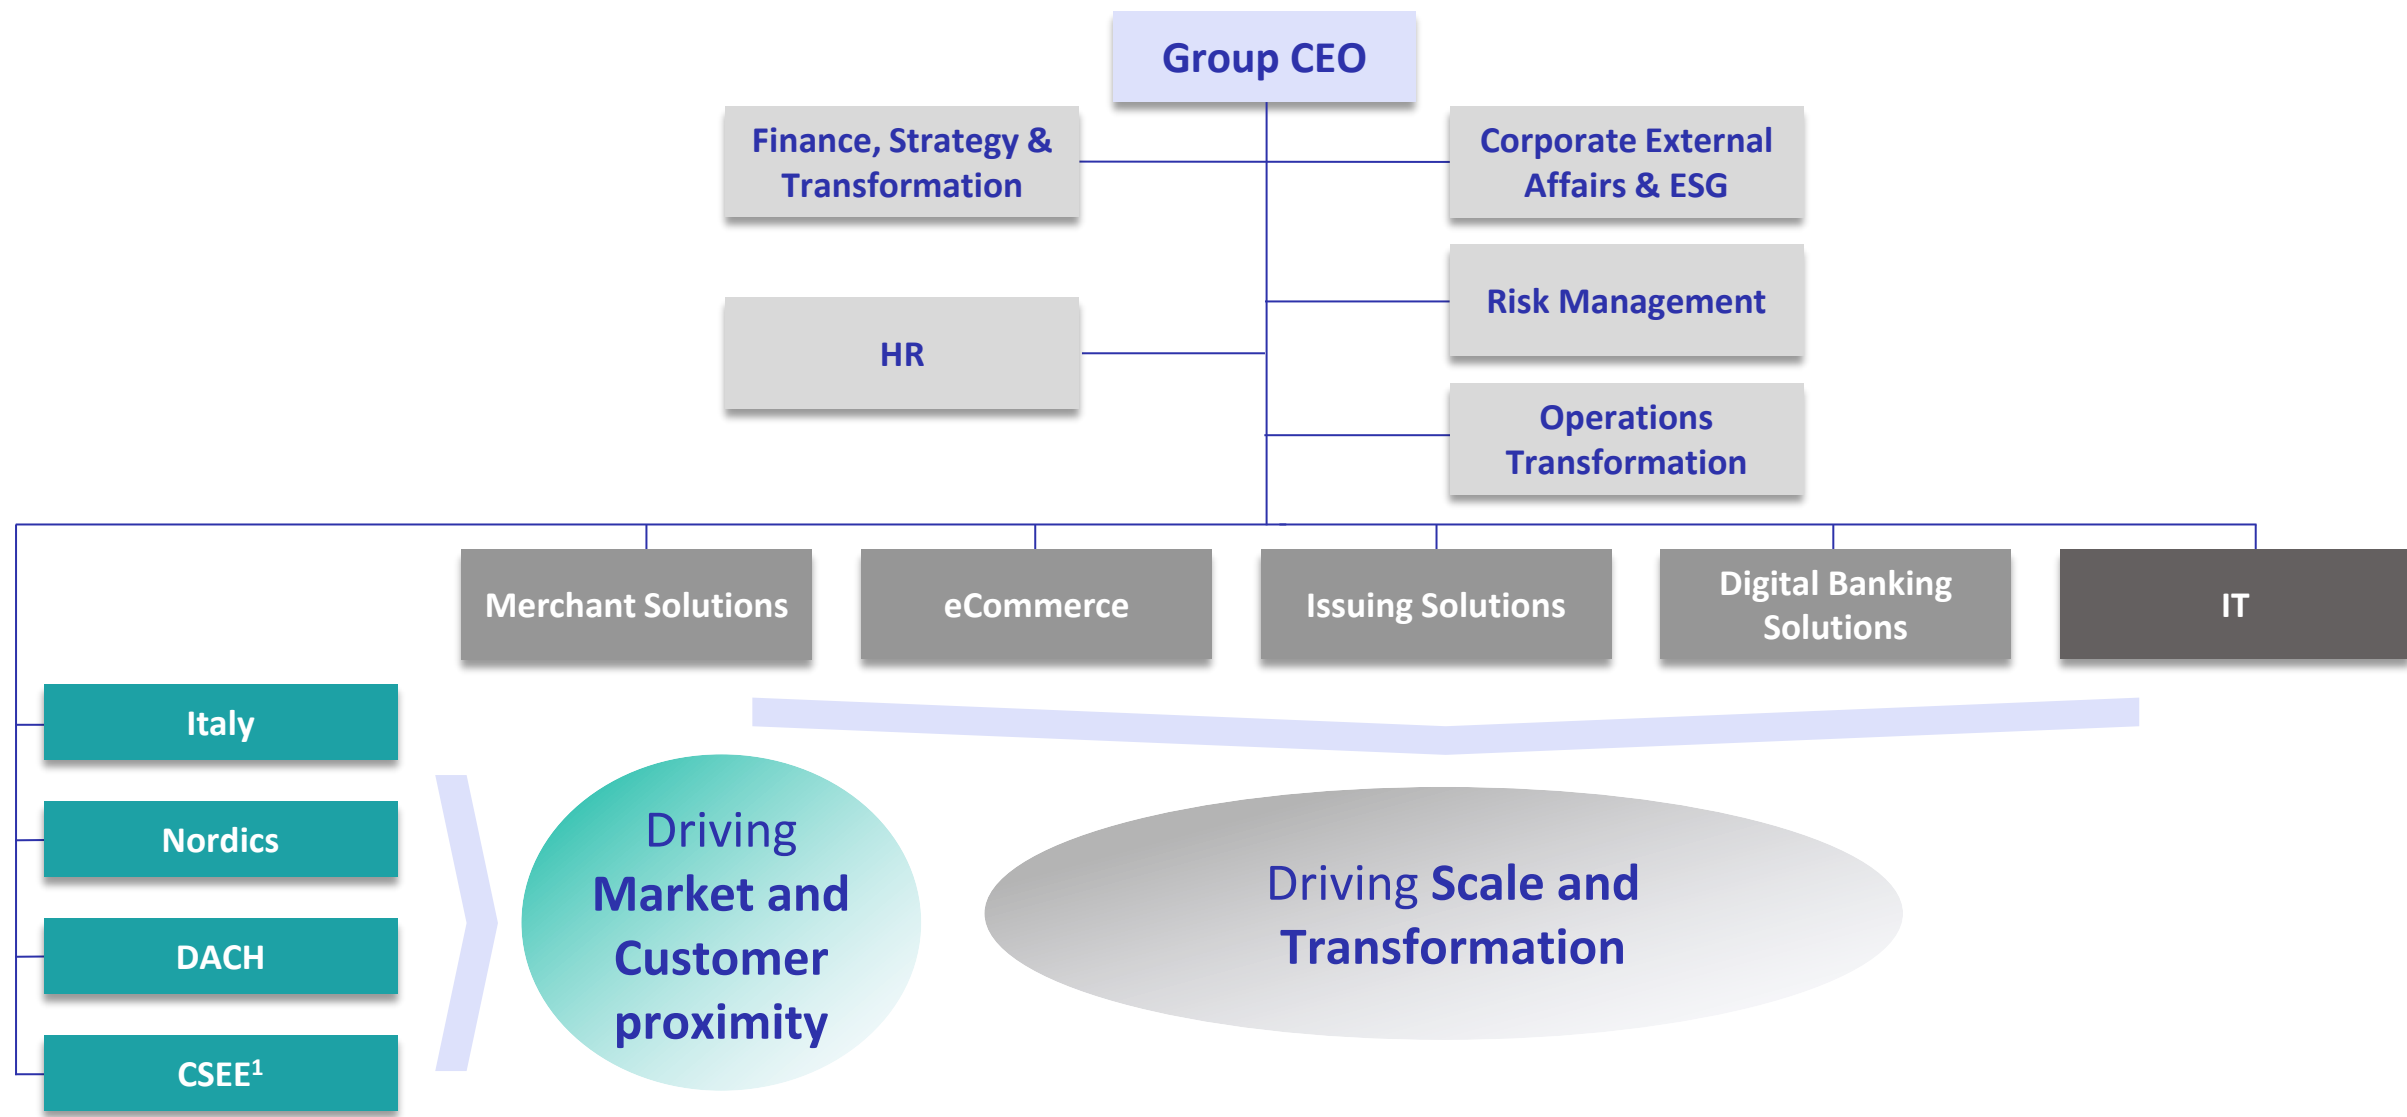 Group CEO
Finance, Strategy &
Transformation
Corporate External
Affairs & ESG
HR
Risk Management
Operations
Transformation
Merchant Solutions
eCommerce
Issuing Solutions
Digital Banking
Solutions
IT
Italy
Nordics
DACH
CSEE¹
Driving
Market and
Customer
proximity
Driving Scale and
Transformation